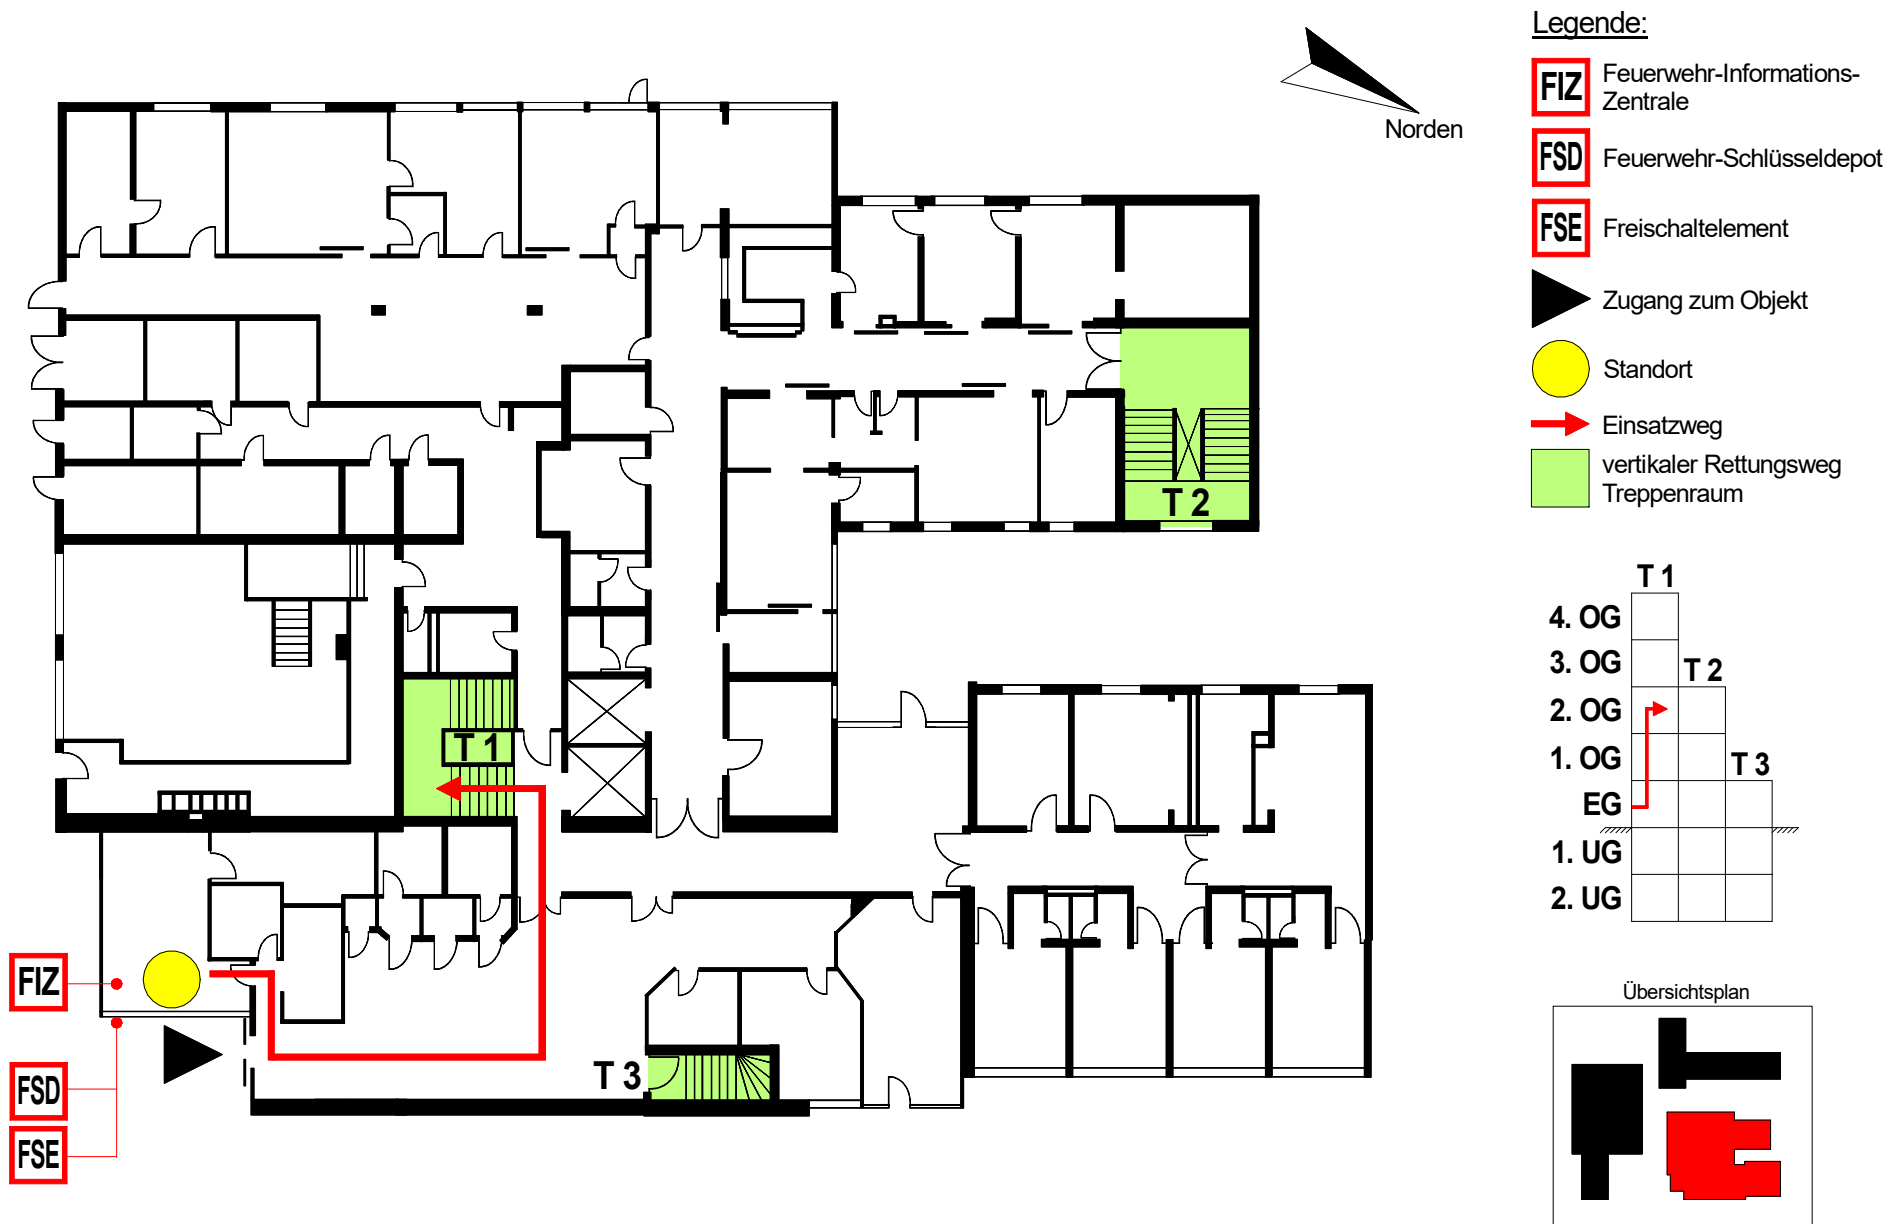 Legende:
FIZ
Feuerwehr-Informations-
Zentrale
FSD
Feuerwehr-Schlüsseldepot
FSE
Freischaltelement
Zugang zum Objekt
Standort
Einsatzweg
vertikaler Rettungsweg
Treppenraum
Norden
T 2
T 1
T 3
FIZ
FSD
FSE
T 1
4. OG
3. OG
T 2
2. OG
1. OG
T 3
EG
1. UG
2. UG
Übersichtsplan